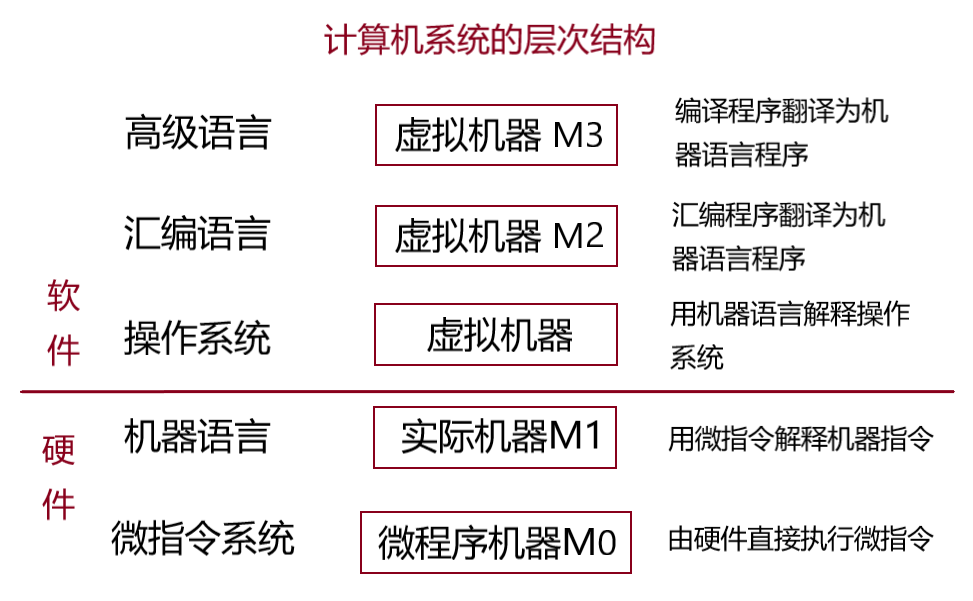 计算机系统的层次结构
高级语言
虚拟机器 M3
编译程序翻译为机
器语言程序
汇编语言
虚拟机器 M2
汇编程序翻译为机
器语言程序
软
件
操作系统
虚拟机器
用机器语言解释操作
系统
硬
件
机器语言
实际机器M1
用微指令解释机器指令
微指令系统
微程序机器M0
由硬件直接执行微指令